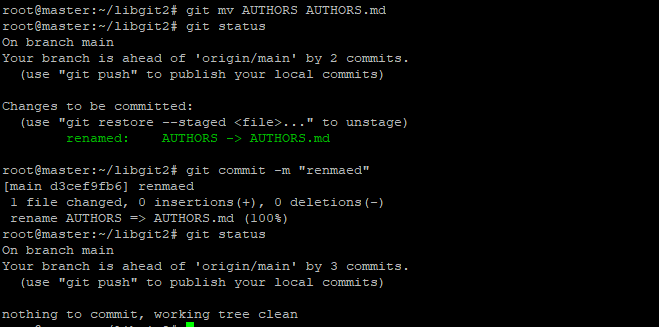 root@master:~/libgit2# git mv AUTHORS AUTHORS.md
root@master:~/libgit2# git status
On branch main
Your branch is ahead of 'origin/main' by 2 commits.
  (use "git push" to publish your local commits)

Changes to be committed:
  (use "git restore --staged <file>..." to unstage)
        renamed:    AUTHORS -> AUTHORS.md

root@master:~/libgit2# git commit -m "renmaed"
[main d3cef9fb6] renmaed
 1 file changed, 0 insertions(+), 0 deletions(-)
 rename AUTHORS => AUTHORS.md (100%)
root@master:~/libgit2# git status
On branch main
Your branch is ahead of 'origin/main' by 3 commits.
  (use "git push" to publish your local commits)

nothing to commit, working tree clean
root@master:~/libgit2#